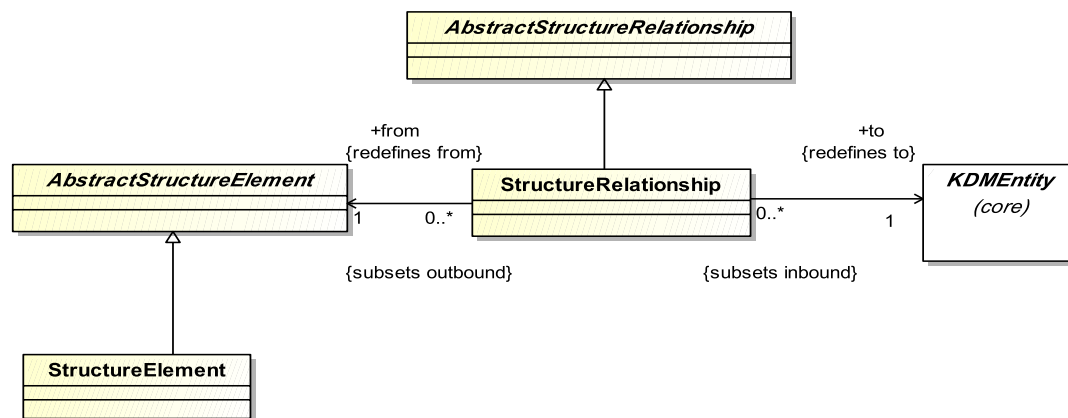 AbstractStructureRelationship
+from
{redefines from}
+to
{redefines to}
AbstractStructureElement
StructureRelationship
KDMEntity
(core)
1
0..*
0..*
1
{subsets outbound}
{subsets inbound}
StructureElement